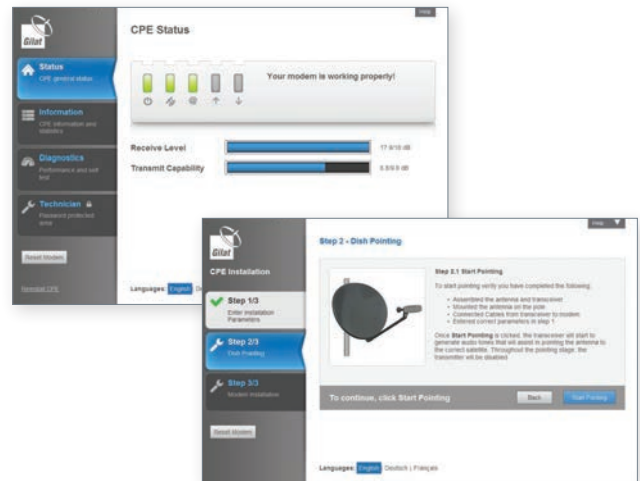 Help
Gilat
CPE Status
Status
CPE general status
Your modem is working properly!
Information
CPE information and
statistics
Receive Level
Transmit Capability
Diagnostics
Performance and self
test
Technician
Password protected
area
Reset Modem
Reinstall CPE
Languages: English
Help
Gilat
Step 2 - Dish Pointing
CPE Installation
Step 1/3
Enter Installation
Parameters
Step 2/3
Dish Pointing
Step 3/3
Modem Installation
Reset Modem
Step 2.1 Start Pointing
To start pointing verify you have completed the following:
Assembled the antenna and transceiver
Mounted the antenna on the pole
Connected Cables from transceiver to modem
Entered correct parameters in step 1
Once Start Pointing is clicked, the transceiver will start to
generate audio tones that will assist in pointing the antenna to
the correct satellite. Throughout the pointing stage, the
transmitter will be disabled
To continue, click Start Pointing
Back
Start Pointing
Languages: English Deutsch | Français